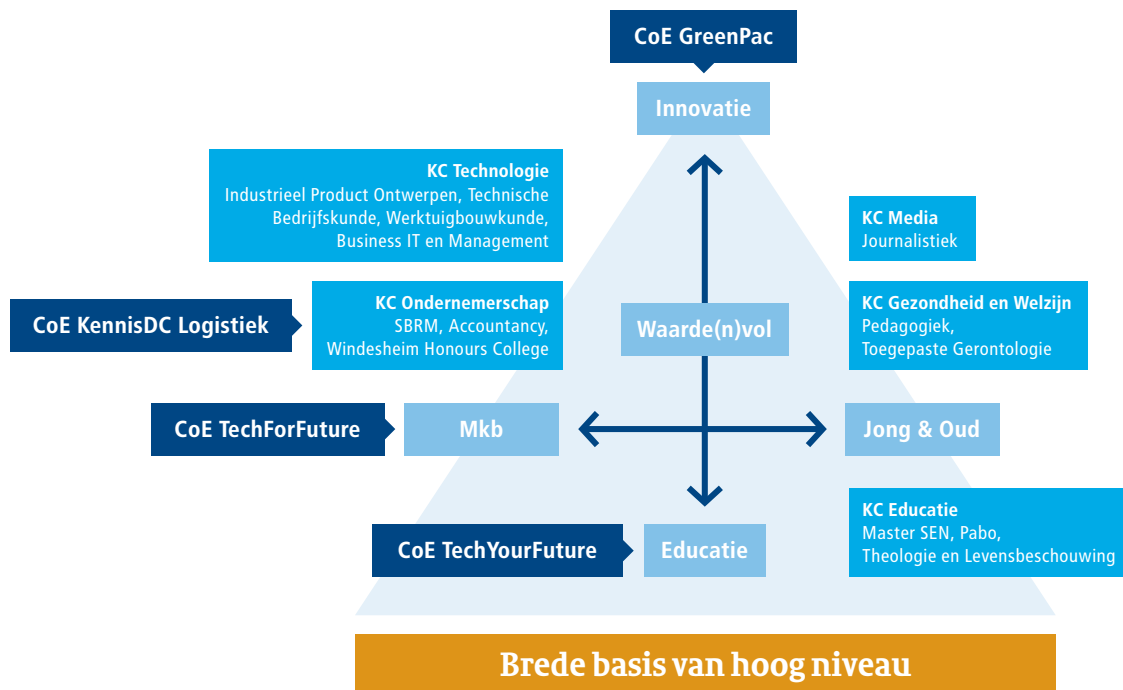 CoE GreenPac
Innovatie
KC Technologie
Industrieel Product Ontwerpen, Technische
Bedrijfskunde, Werktuigbouwkunde,
Business IT en Management
KC Media
Journalistiek
CoE KennisDC Logistiek
KC Ondernemerschap
SBRM, Accountancy,
Windesheim Honours College
Waarde(n)vol
KC Gezondheid en Welzijn
Pedagogiek,
Toegepaste Gerontologie
CoE TechForFuture
Mkb
Jong & Oud
CoE TechYourFuture
Educatie
KC Educatie
Master SEN, Pabo,
Theologie en Levensbeschouwing
Brede basis van hoog niveau